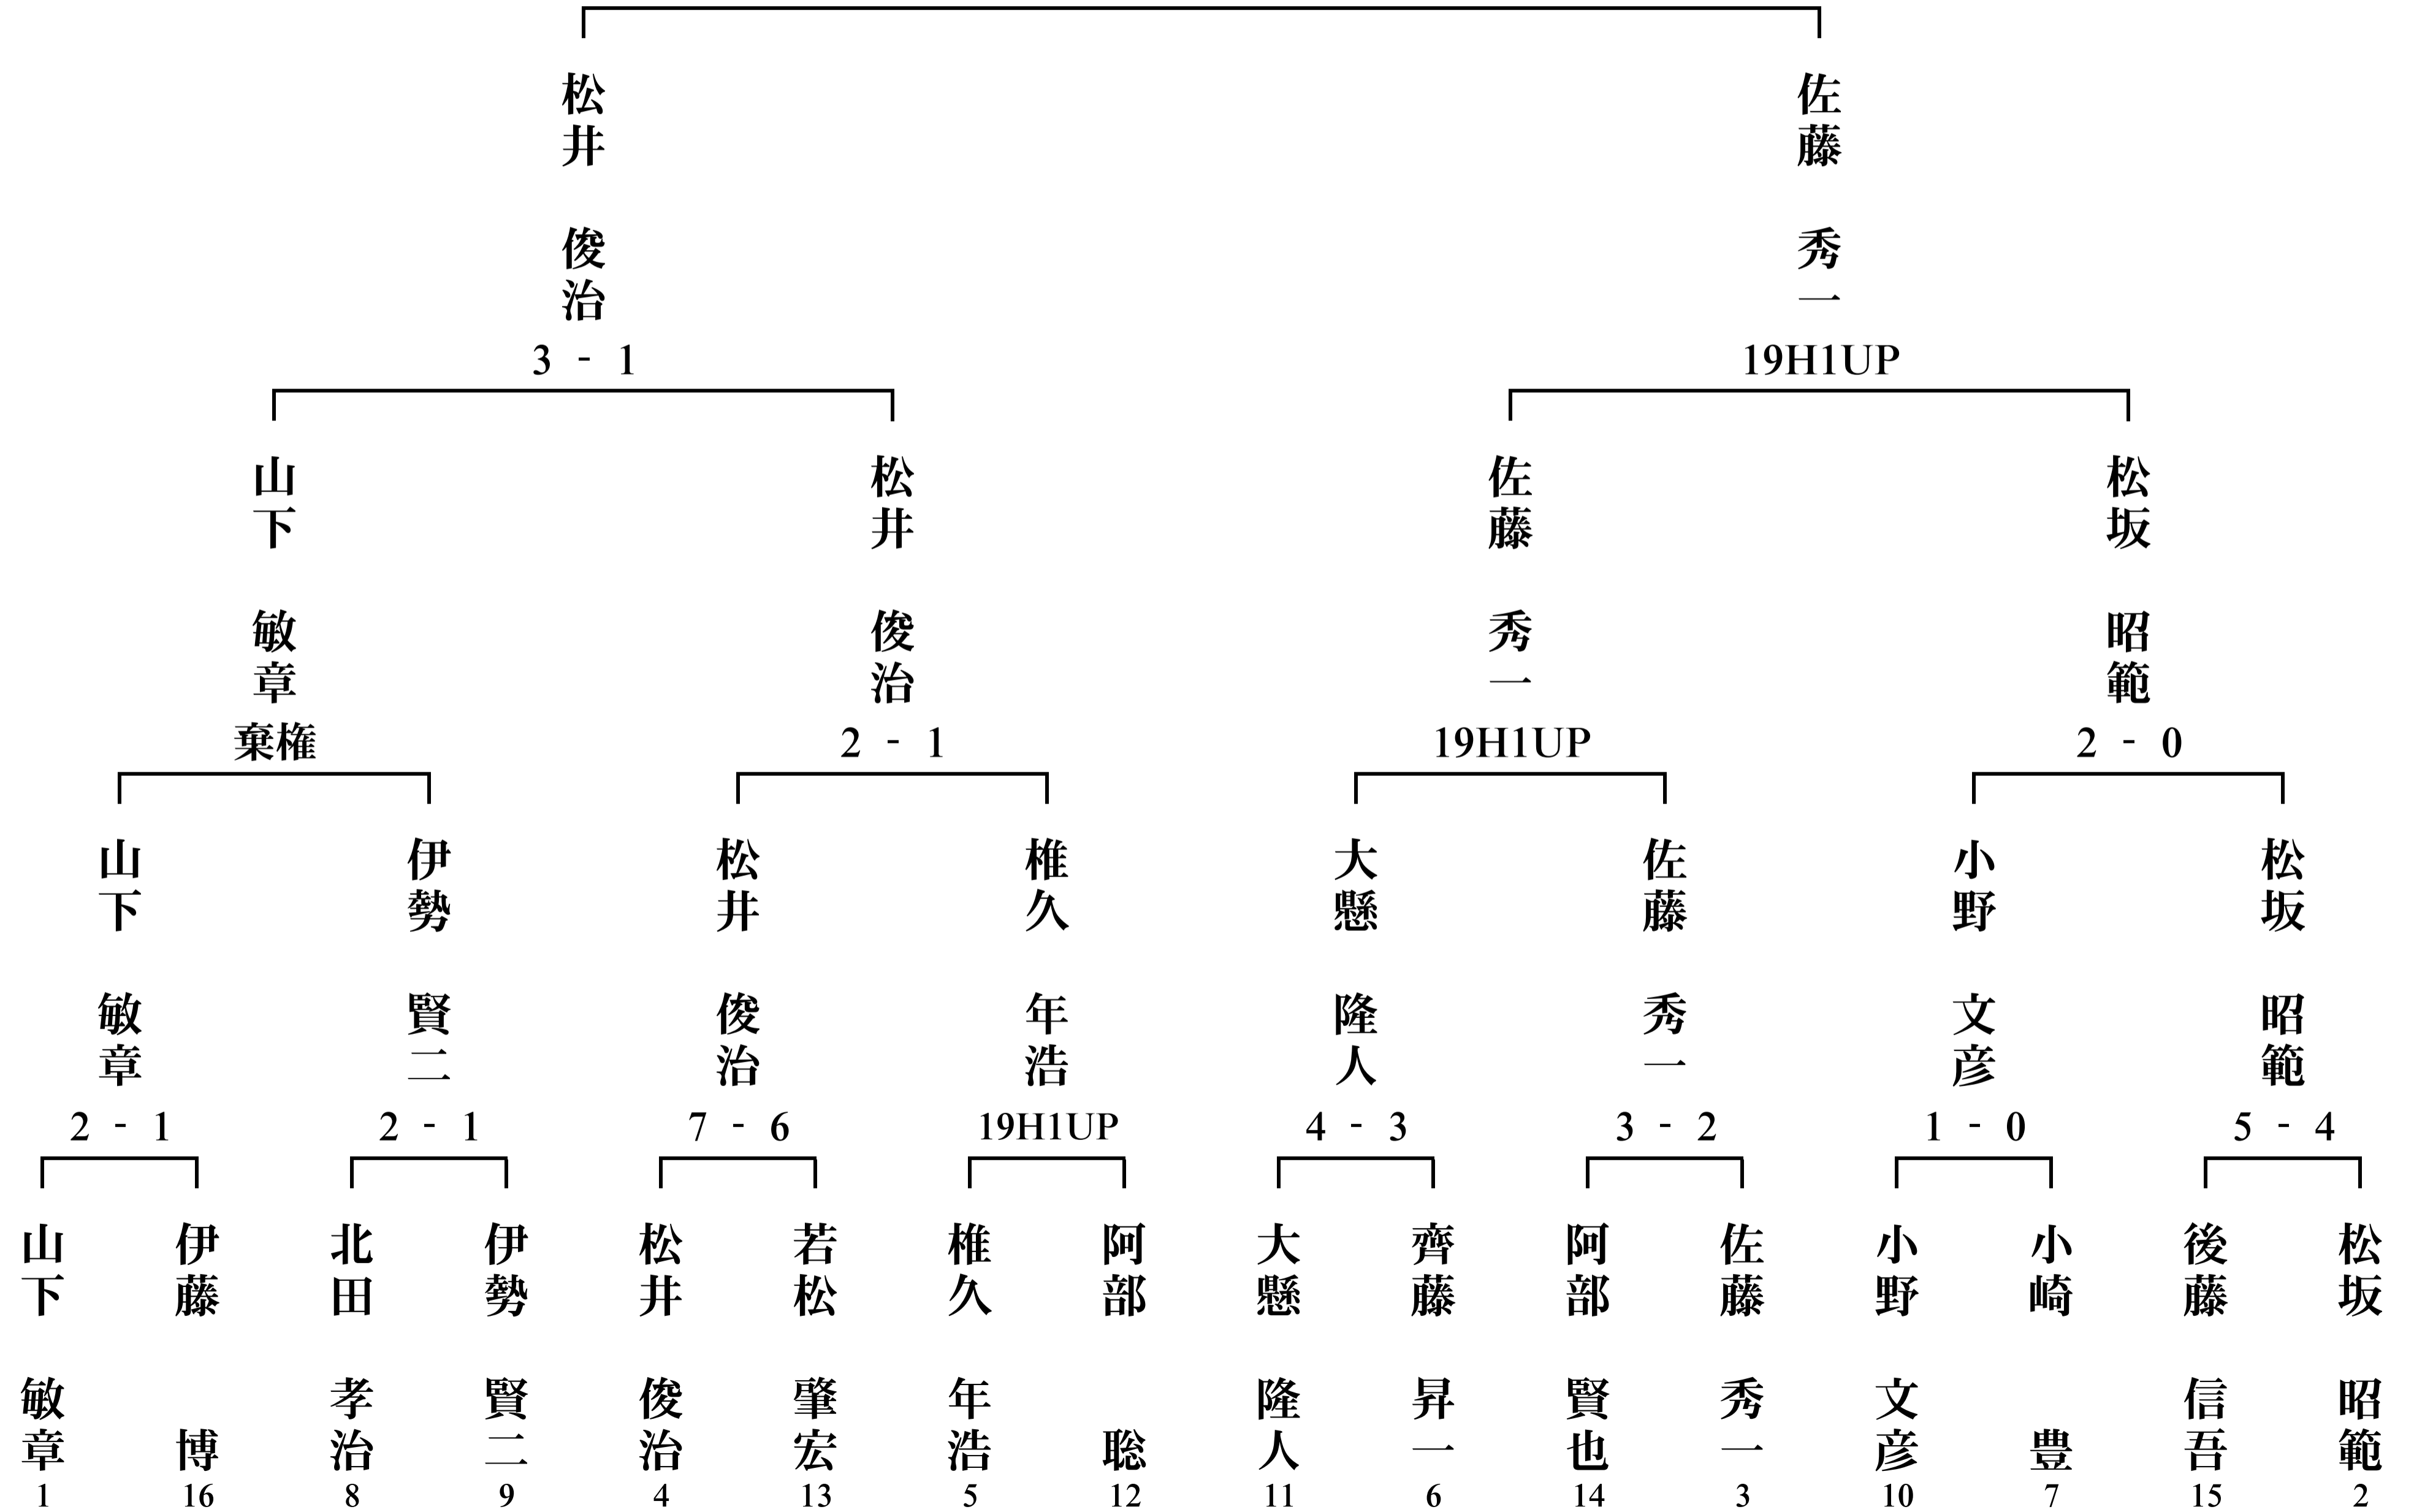 松井 俊治
佐藤 秀一
3 - 1
19H1UP
山下 敏章
松井 俊治
佐藤 秀一
松坂 昭範
棄権
2 - 1
19H1UP
2 - 0
山下 敏章
伊勢 賢二
松井 俊治
椎久 年浩
大懸 隆人
佐藤 秀一
小野 文彦
松坂 昭範
2 - 1
2 - 1
7 - 6
19H1UP
4 - 3
3 - 2
1 - 0
5 - 4
山下 敏章
伊藤 博
北田 孝治
伊勢 賢二
松井 俊治
若松 肇宏
椎久 年浩
阿部 聡
大懸 隆人
齊藤 昇一
阿部 賢也
佐藤 秀一
小野 文彦
小崎 豊
後藤 信吾
松坂 昭範
1
16
8
9
4
13
5
12
11
6
14
3
10
7
15
2